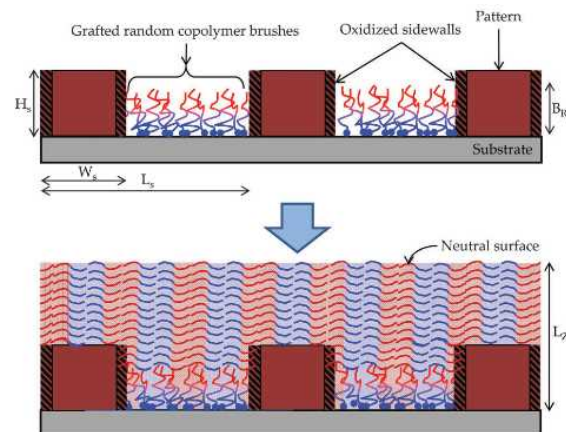 Grafted random copolymer brushes
Oxidized sidewalls
Pattern
Hs
Substrate
Ws
Ls
Neutral surface